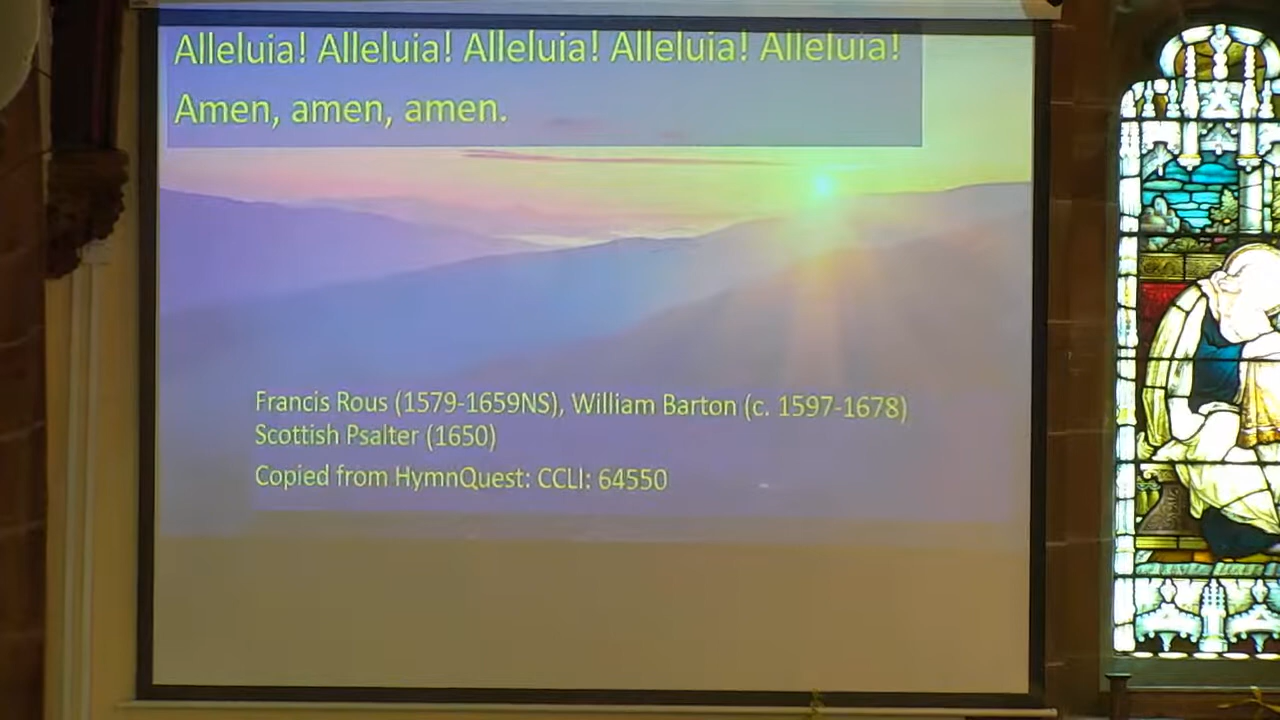 Alleluia! Alleluia! Alleluia! Alleluia! Alleluia!
Amen, amen, amen.
Francis Rous (1579-1659NS), William Barton (c. 1597-1678)
Scottish Psalter (1650)
Copied from HymnQuest: CCLI: 64550